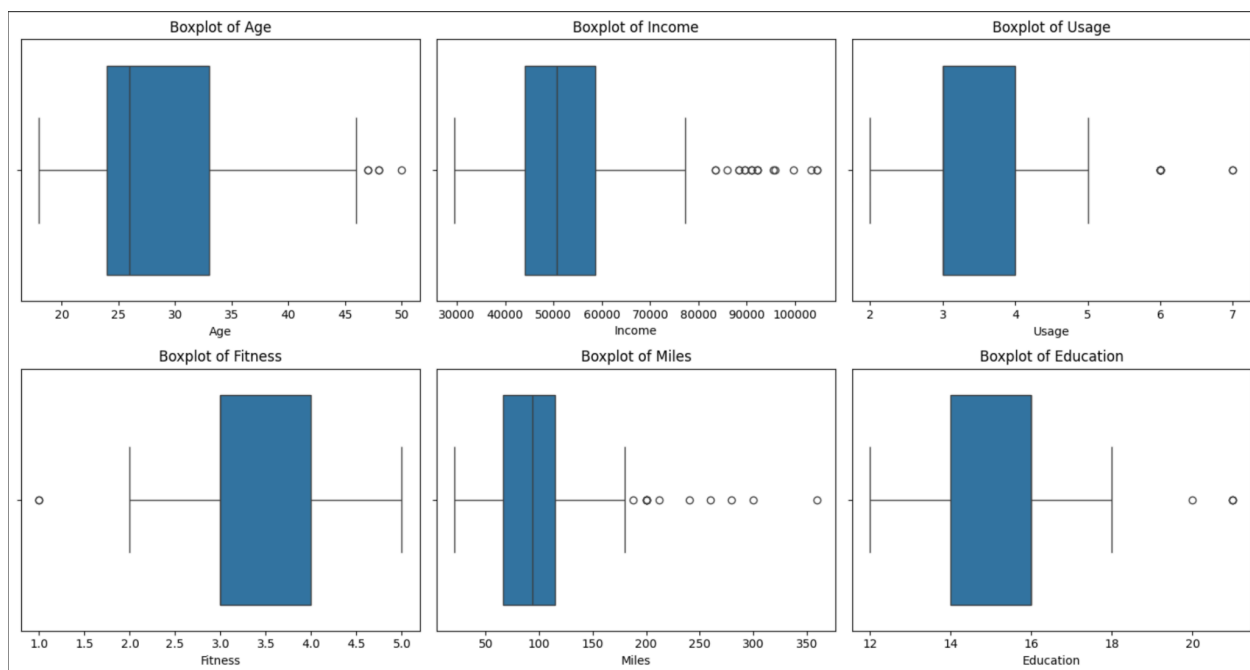 Boxplot of Age
20 25 30 35 40 45 50
Age
Boxplot of Income
30000 40000 50000 60000 70000 80000 90000 100000
Income
Boxplot of Usage
2 3 4 5 6 7
Usage
Boxplot of Fitness
1.0 1.5 2.0 2.5 3.0 3.5 4.0 4.5 5.0
Fitness
Boxplot of Miles
50 100 150 200 250 300 350
Miles
Boxplot of Education
12 14 16 18 20
Education